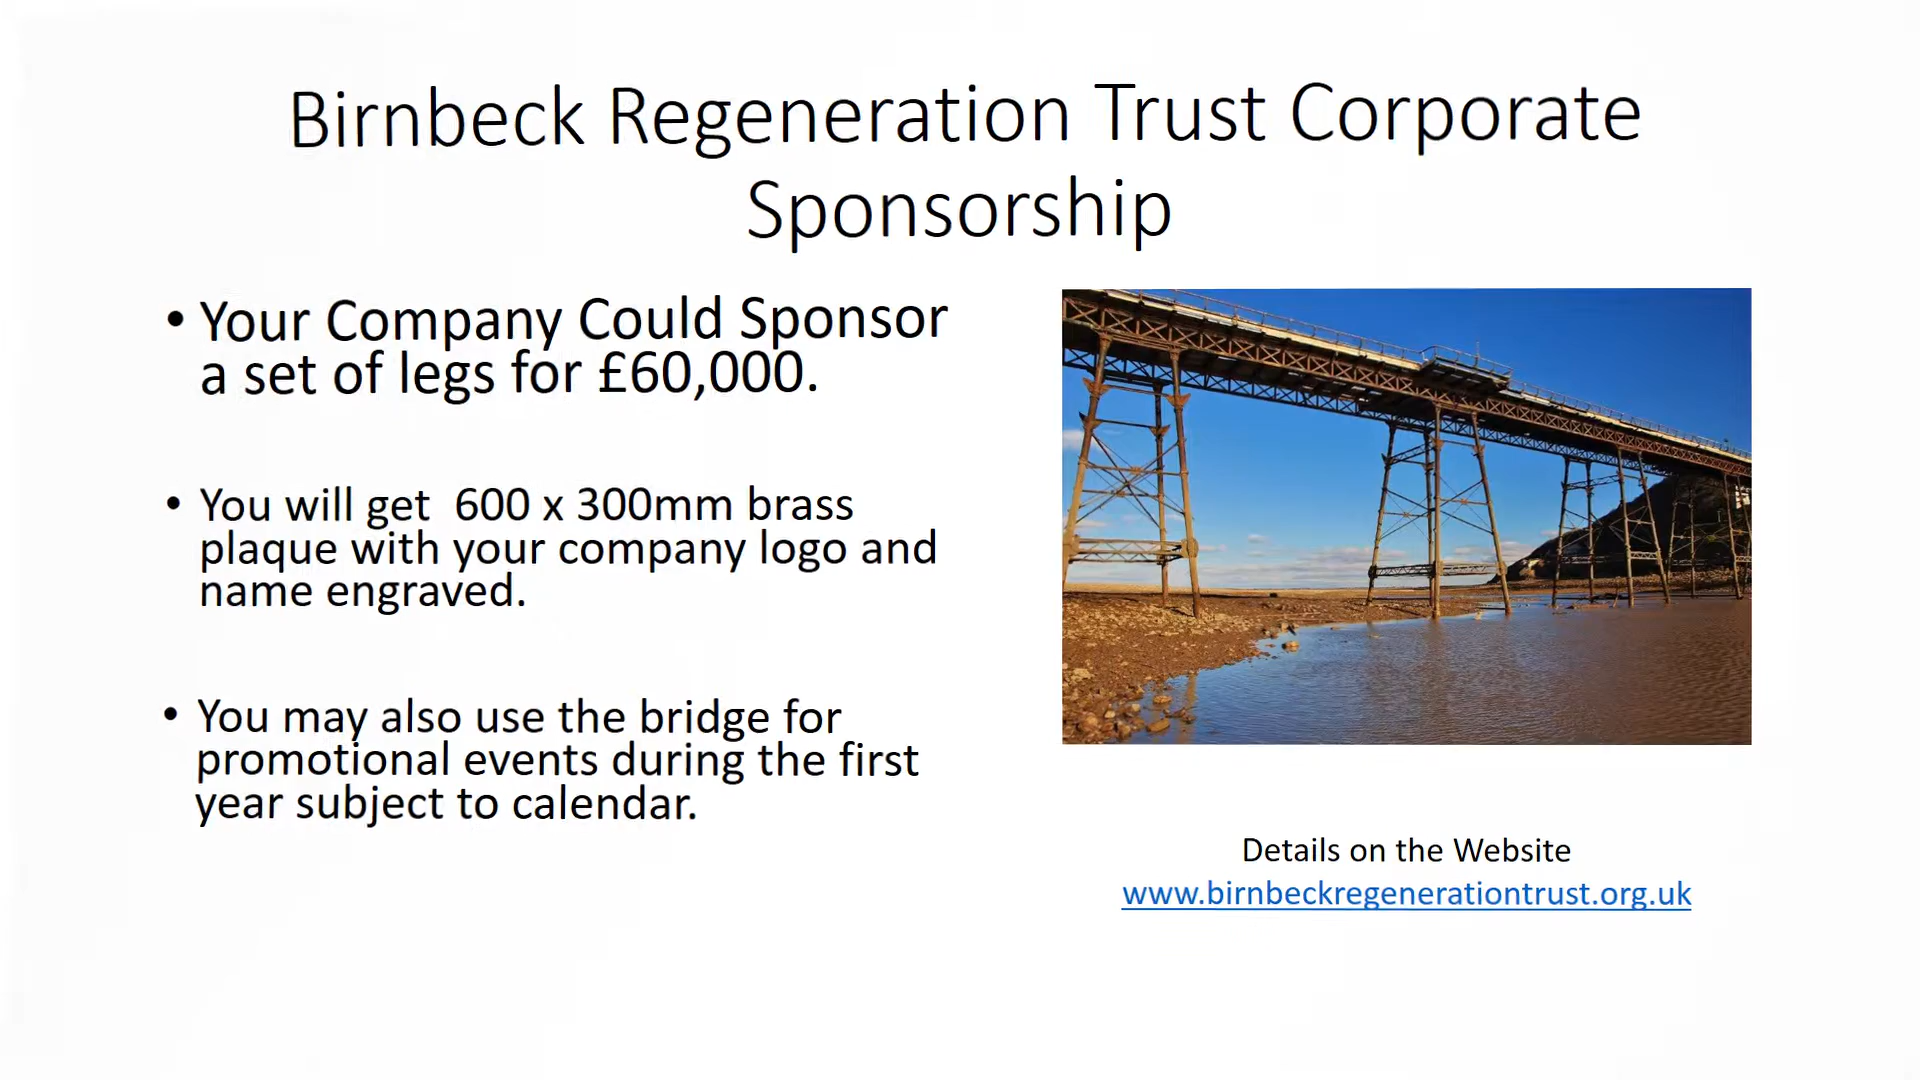 Birnbeck Regeneration Trust Corporate
Sponsorship
• Your Company Could Sponsor
a set of legs for £60,000.
• You will get  600 x 300mm brass
plaque with your company logo and
name engraved.
• You may also use the bridge for
promotional events during the first
year subject to calendar.
Details on the Website
www.birnbeckregenerationtrust.org.uk